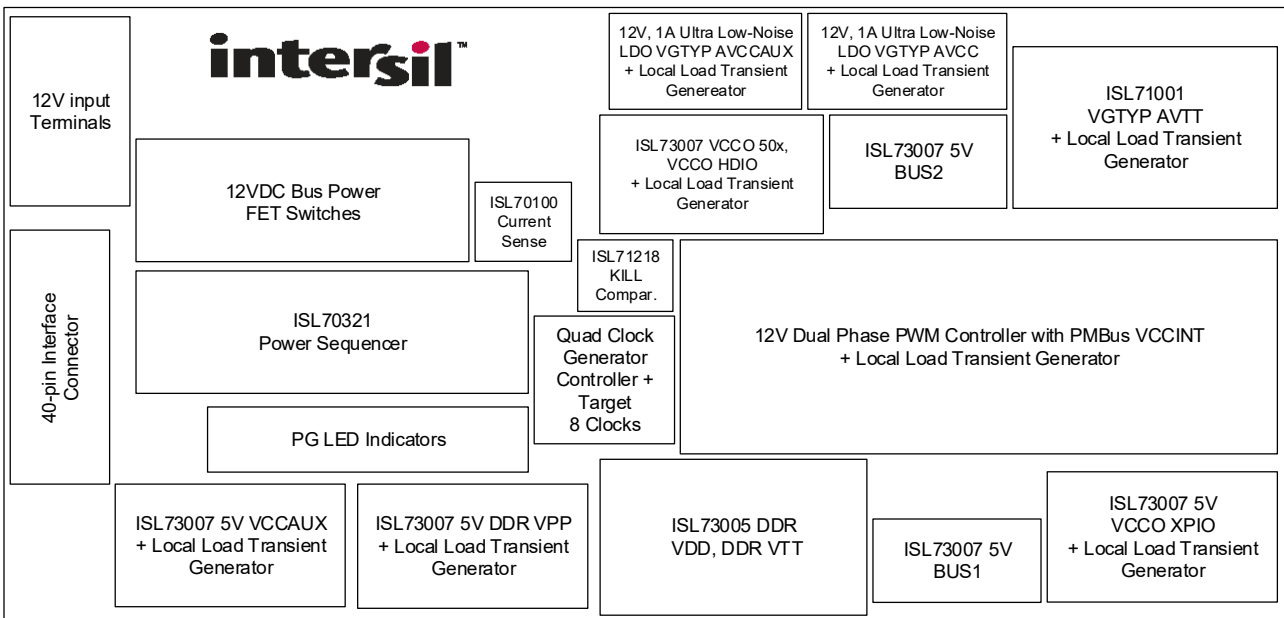 intersil™
12V input
Terminals
12VDC Bus Power
FET Switches
ISL70100
Current
Sense
12V, 1A Ultra Low-Noise
LDO VGTYP AVCCAUX
+ Local Load Transient
Genereator
12V, 1A Ultra Low-Noise
LDO VGTYP AVCC
+ Local Load Transient
Generator
ISL71001
VGTYP AVTT
+ Local Load Transient
Generator
ISL73007 VCCO 50x,
VCCO HDIO
+ Local Load Transient
Generator
ISL73007 5V
BUS2
40-pin Interface
Connector
ISL70321
Power Sequencer
ISL71218
KILL
Compar.
Quad Clock
Generator
Controller +
Target
8 Clocks
12V Dual Phase PWM Controller with PMBus VCCINT
+ Local Load Transient Generator
PG LED Indicators
ISL73007 5V VCCAUX
+ Local Load Transient
Generator
ISL73007 5V DDR VPP
+ Local Load Transient
Generator
ISL73005 DDR
VDD, DDR VTT
ISL73007 5V
BUS1
ISL73007 5V
VCCO XPIO
+ Local Load Transient
Generator